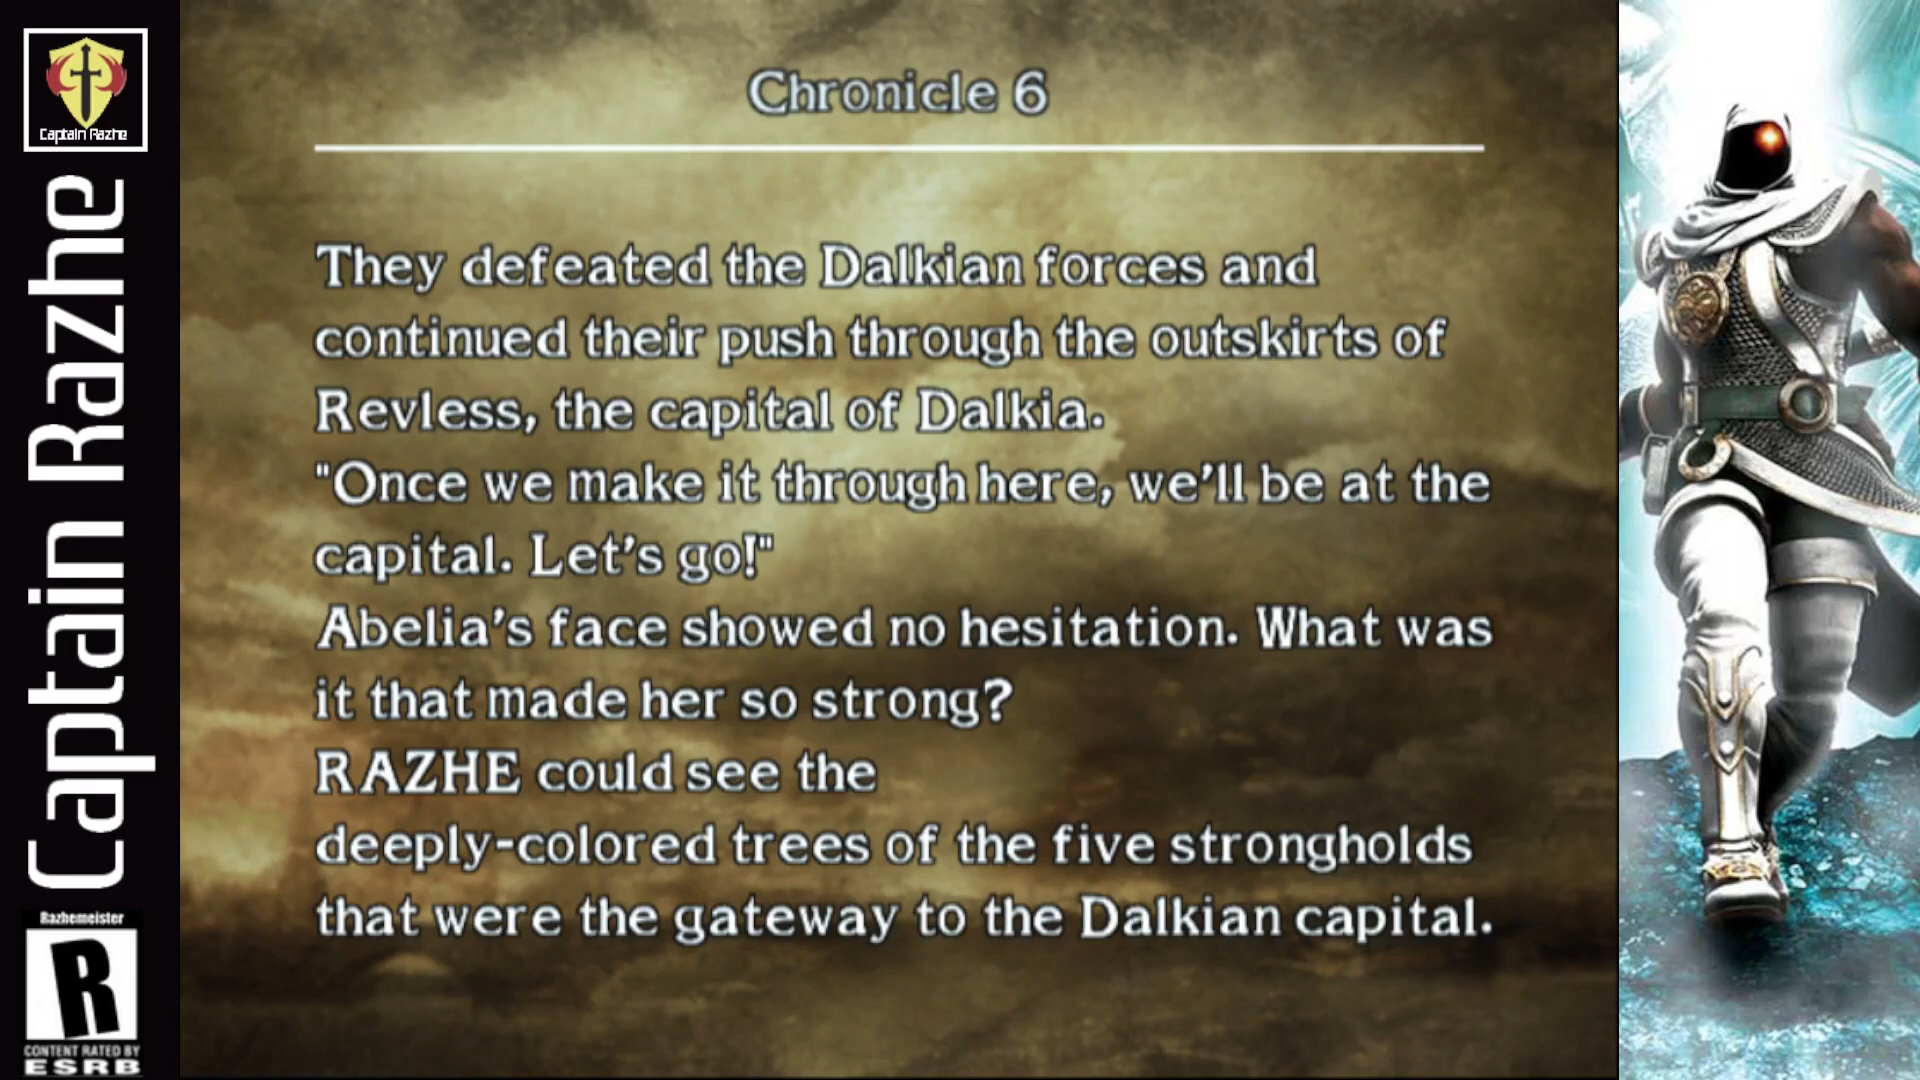 Captain Razhe
Captain Razhe
Razhemeister
R
CONTENT RATED BY
ESRB
Chronicle 6
They defeated the Dalkian forces and
continued their push through the outskirts of
Revless, the capital of Dalkia.
"Once we make it through here, we'll be at the
capital. Let's go!"
Abelia's face showed no hesitation. What was
it that made her so strong?
RAZHE could see the
deeply-colored trees of the five strongholds
that were the gateway to the Dalkian capital.